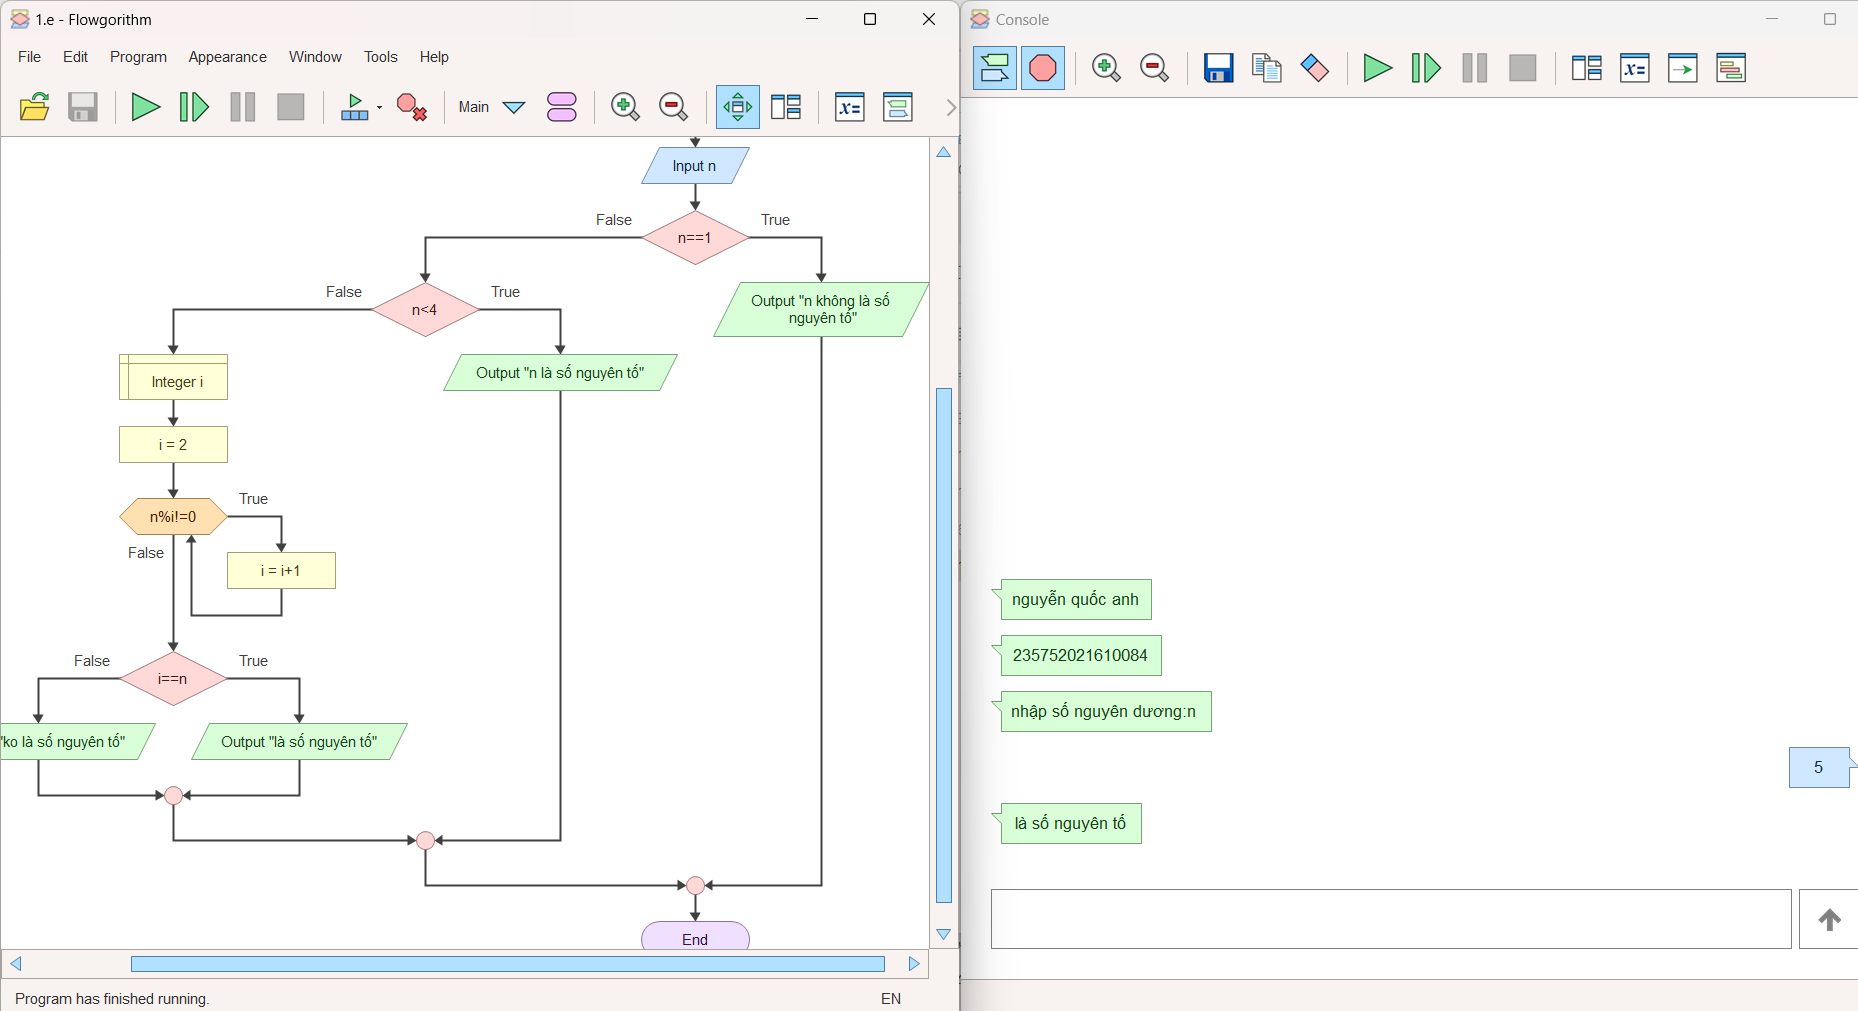 1.e - Flowgorithm
File Edit Program Appearance Window Tools Help
Main
Input n
False
True
n==1
False
True
n<4
Output "n không là số
nguyên tố"
Integer i
Output "n là số nguyên tố"
i = 2
True
n%i!=0
False
i = i+1
False
True
i==n
"ko là số nguyên tố"
Output "là số nguyên tố"
End
Program has finished running.
EN
Console
nguyễn quốc anh
235752021610084
nhập số nguyên dương:n
5
là số nguyên tố